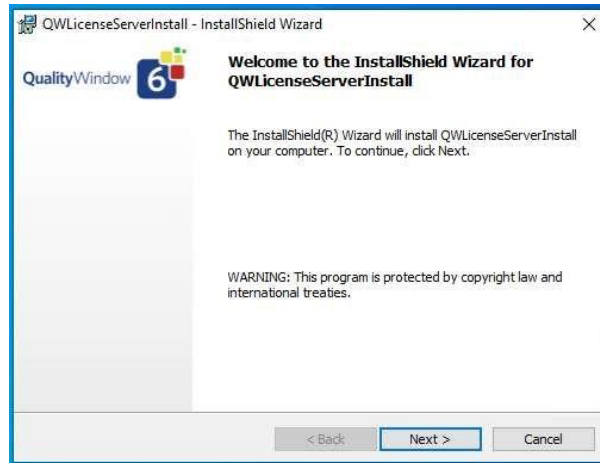 QWLicenseServerInstall - InstallShield Wizard
QualityWindow 6
Welcome to the InstallShield Wizard for
QWLicenseServerInstall
The InstallShield(R) Wizard will install QWLicenseServerInstall
on your computer. To continue, click Next.
WARNING: This program is protected by copyright law and
international treaties.
< Back
Next >
Cancel